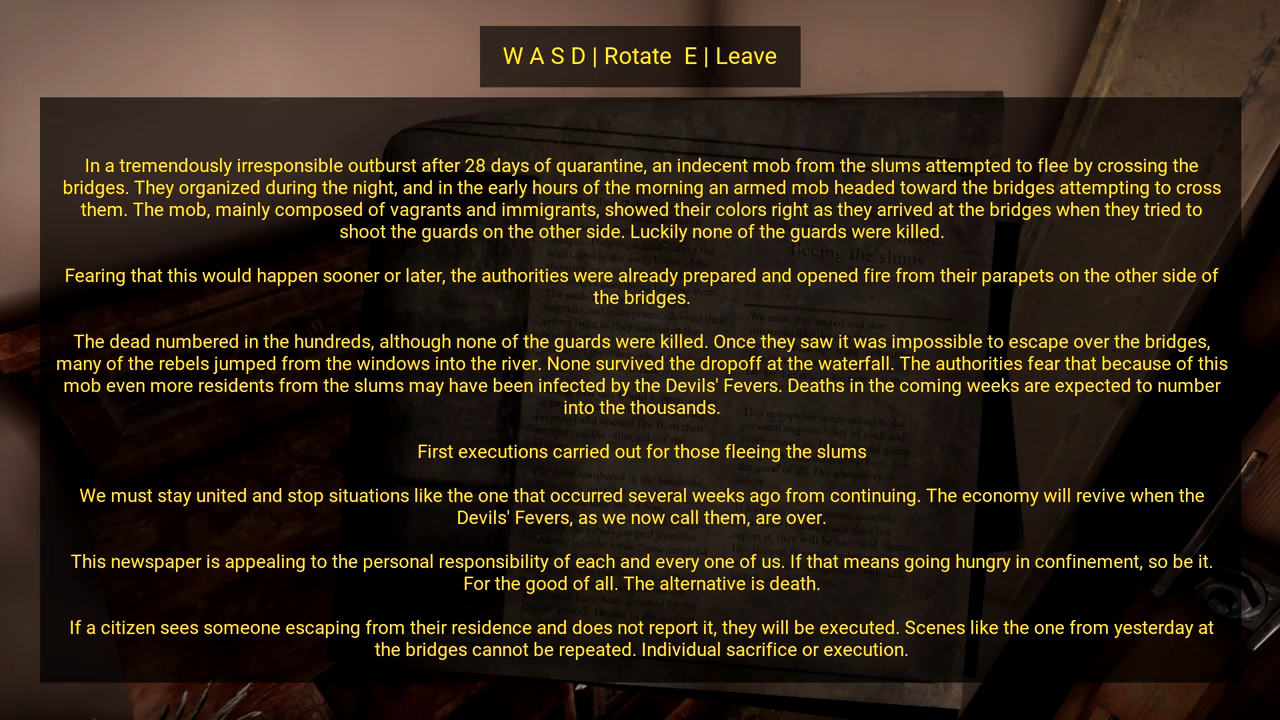 W A S D | Rotate  E | Leave
In a tremendously irresponsible outburst after 28 days of quarantine, an indecent mob from the slums attempted to flee by crossing the
bridges. They organized during the night, and in the early hours of the morning an armed mob headed toward the bridges attempting to cross
them. The mob, mainly composed of vagrants and immigrants, showed their colors right as they arrived at the bridges when they tried to
shoot the guards on the other side. Luckily none of the guards were killed.
Fearing that this would happen sooner or later, the authorities were already prepared and opened fire from their parapets on the other side of
the bridges.
The dead numbered in the hundreds, although none of the guards were killed. Once they saw it was impossible to escape over the bridges,
many of the rebels jumped from the windows into the river. None survived the dropoff at the waterfall. The authorities fear that because of this
mob even more residents from the slums may have been infected by the Devils' Fevers. Deaths in the coming weeks are expected to number
into the thousands.
First executions carried out for those fleeing the slums
We must stay united and stop situations like the one that occurred several weeks ago from continuing. The economy will revive when the
Devils' Fevers, as we now call them, are over.
This newspaper is appealing to the personal responsibility of each and every one of us. If that means going hungry in confinement, so be it.
For the good of all. The alternative is death.
If a citizen sees someone escaping from their residence and does not report it, they will be executed. Scenes like the one from yesterday at
the bridges cannot be repeated. Individual sacrifice or execution.